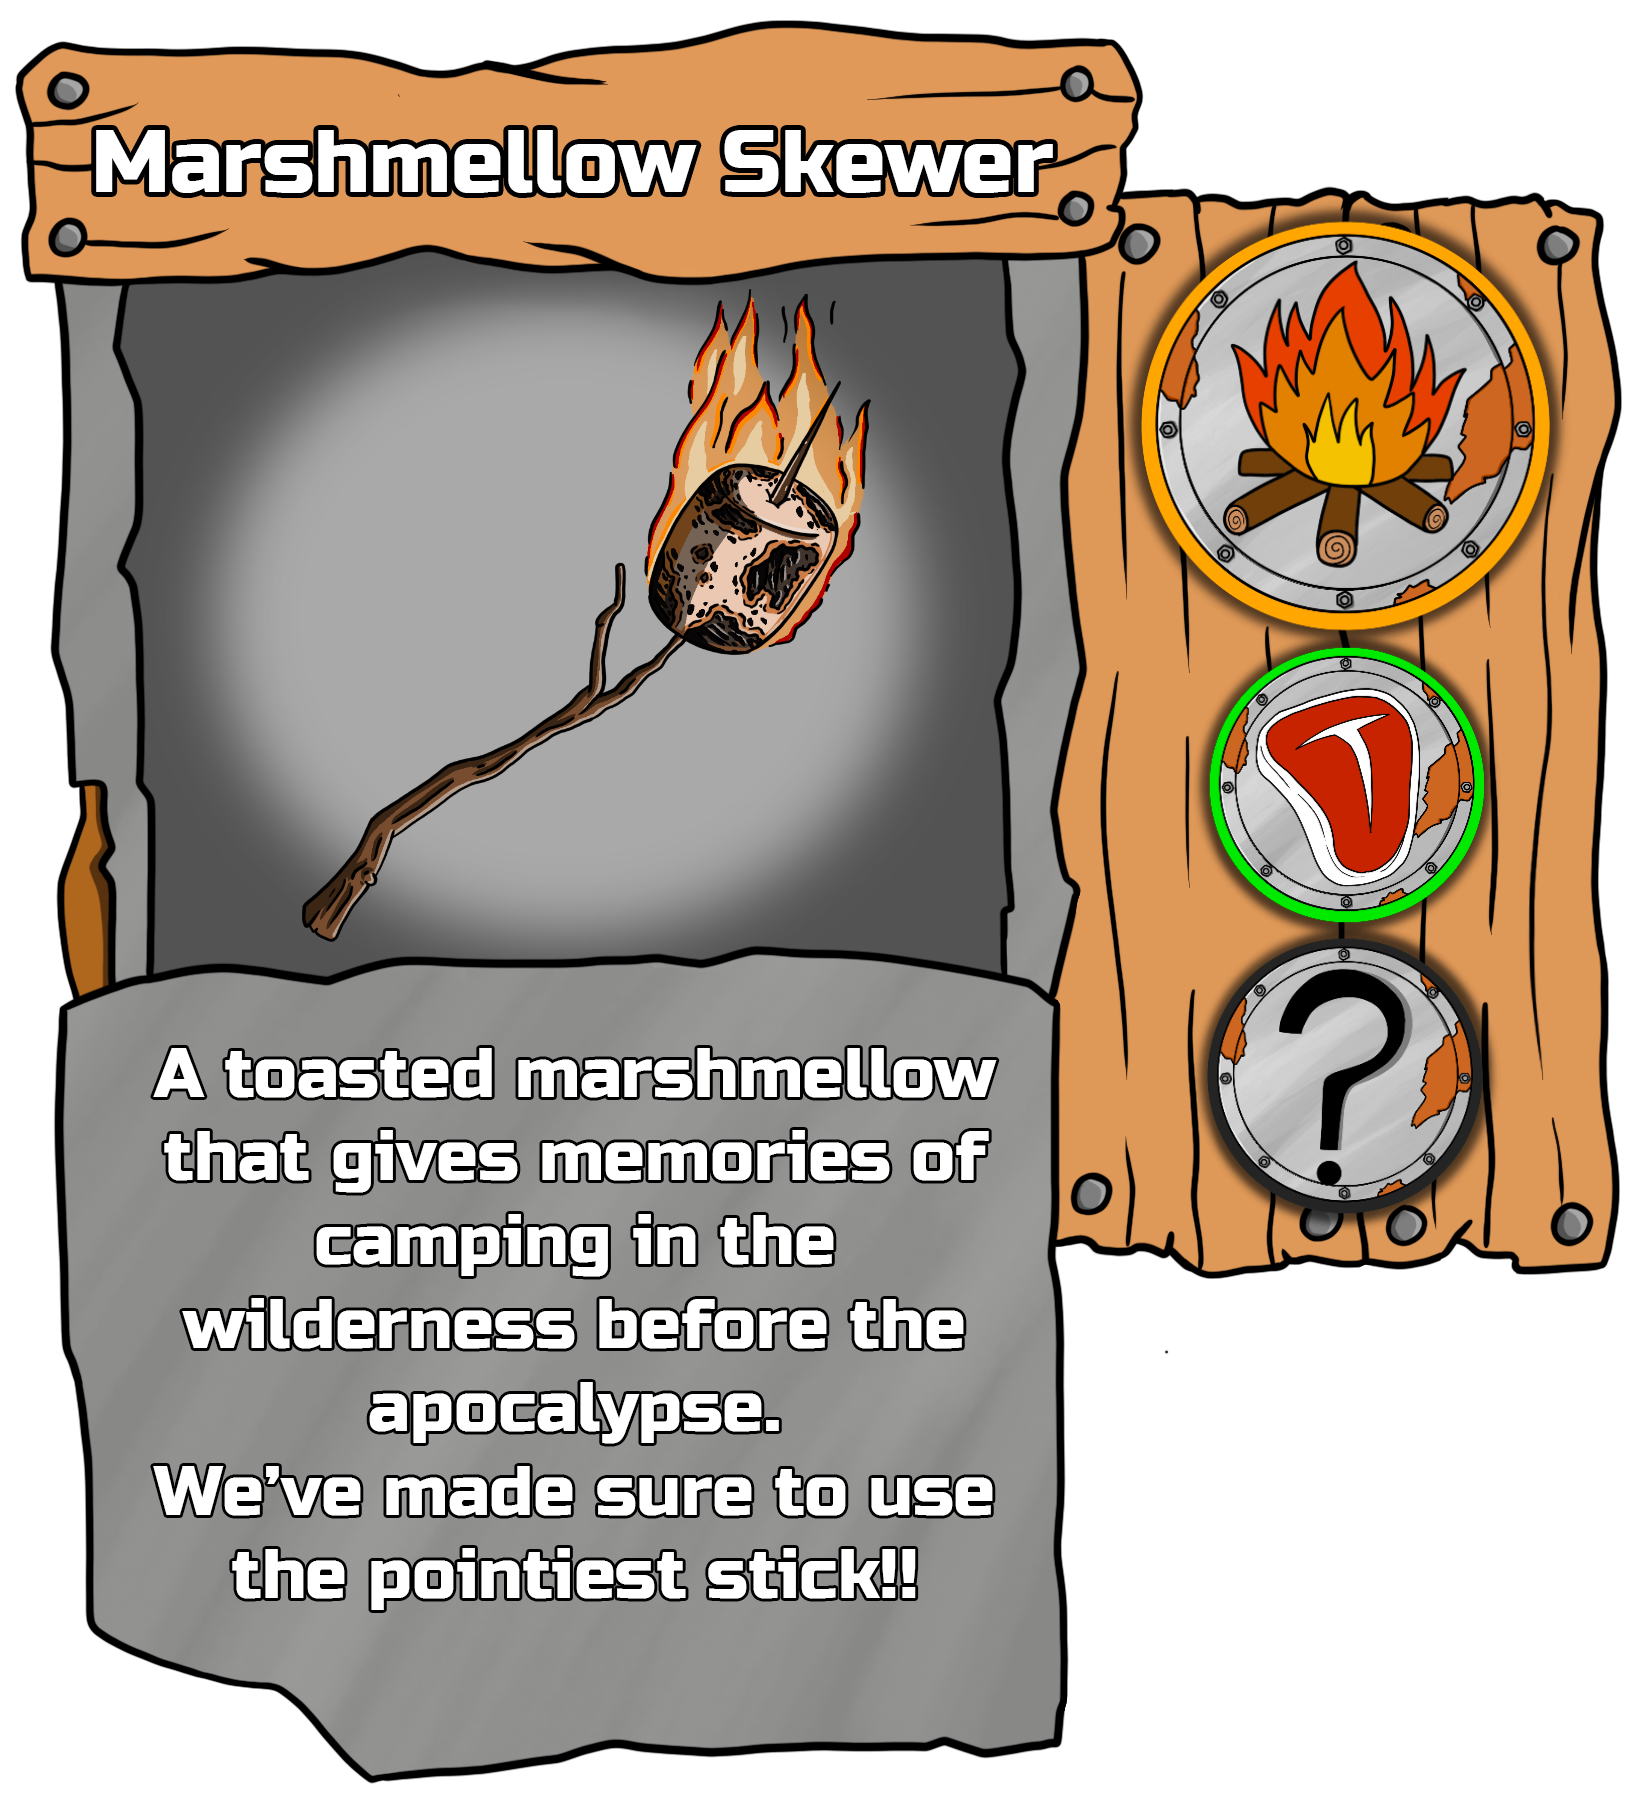 Marshmellow Skewer
A toasted marshmellow
that gives memories of
camping in the
wilderness before the
apocalypse.
We've made sure to use
the pointiest stick!!
?